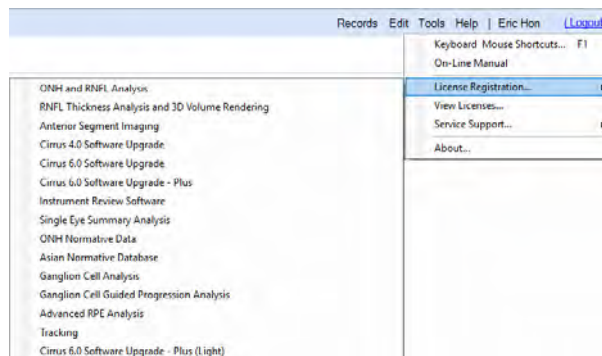 Records Edit Tools Help | Eric Hon (Logout
Keyboard Mouse Shortcuts... F1
On-Line Manual
License Registration...
View Licenses...
Service Support...
About...
ONH and RNFL Analysis
RNFL Thickness Analysis and 3D Volume Rendering
Anterior Segment Imaging
Cirrus 4.0 Software Upgrade
Cirrus 6.0 Software Upgrade
Cirrus 6.0 Software Upgrade - Plus
Instrument Review Software
Single Eye Summary Analysis
ONH Normative Data
Asian Normative Database
Ganglion Cell Analysis
Ganglion Cell Guided Progression Analysis
Advanced RPE Analysis
Tracking
Cirrus 6.0 Software Upgrade - Plus (Light)